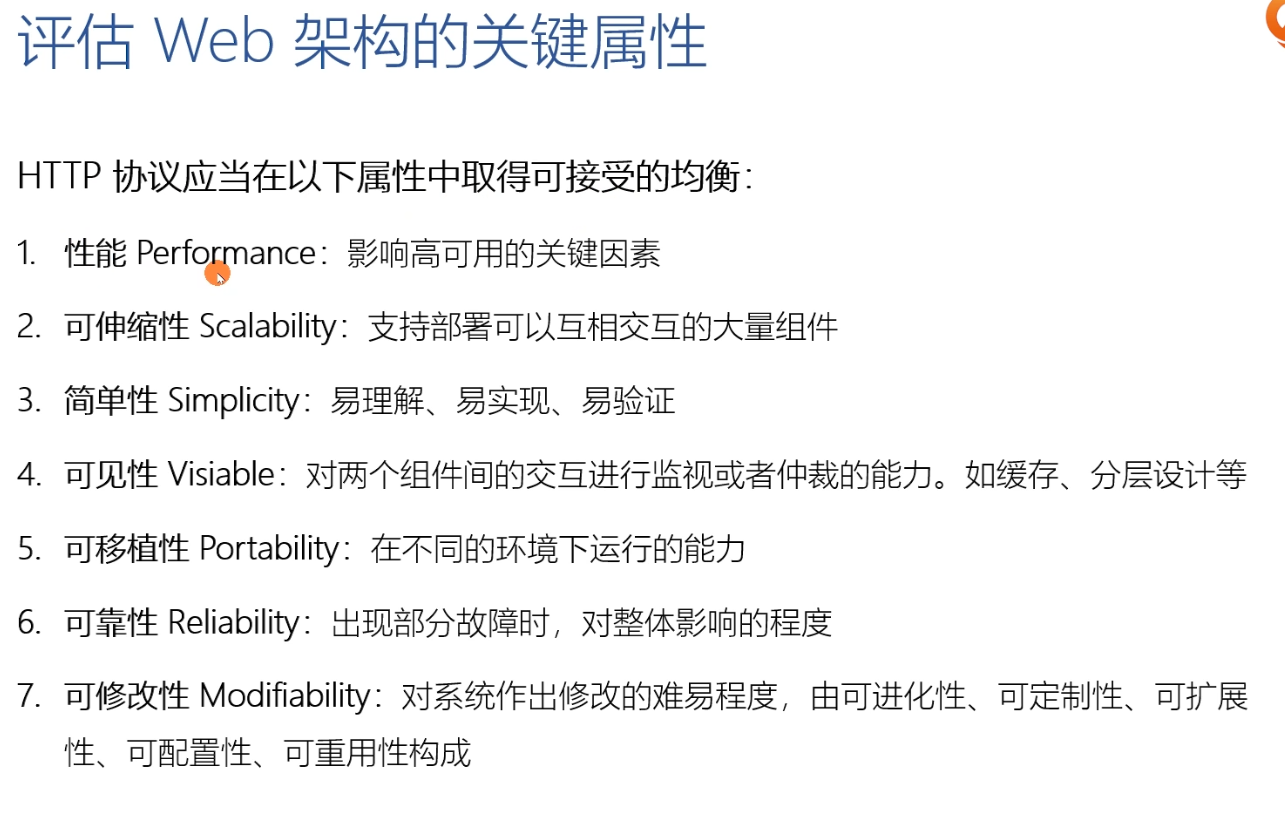 评估 Web 架构的关键属性
HTTP 协议应当在以下属性中取得可接受的均衡：
1. 性能 Performance：影响高可用的关键因素
2. 可伸缩性 Scalability：支持部署可以互相交互的大量组件
3. 简单性 Simplicity：易理解、易实现、易验证
4. 可见性 Visiable：对两个组件间的交互进行监视或者仲裁的能力。如缓存、分层设计等
5. 可移植性 Portability：在不同的环境下运行的能力
6. 可靠性 Reliability：出现部分故障时，对整体影响的程度
7. 可修改性 Modifiability：对系统作出修改的难易程度，由可进化性、可定制性、可扩展
性、可配置性、可重用性构成